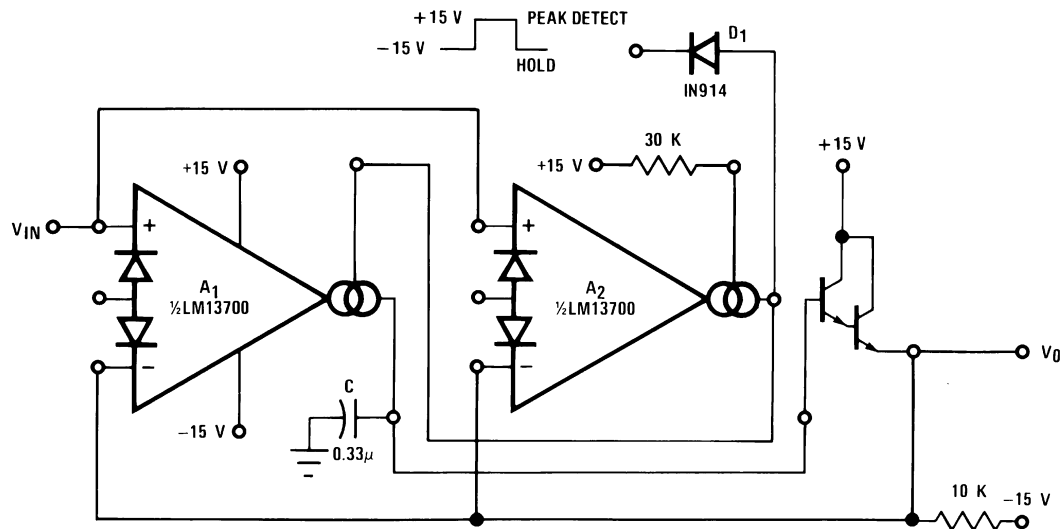 +15 V
PEAK DETECT
-15 V
HOLD
D1
IN914
30 K
+15 V
+15 V
+15 V
VIN
+
A1
½LM13700
-
+
A2
½LM13700
-
C
0.33μ
-15 V
VO
10 K
-15 V